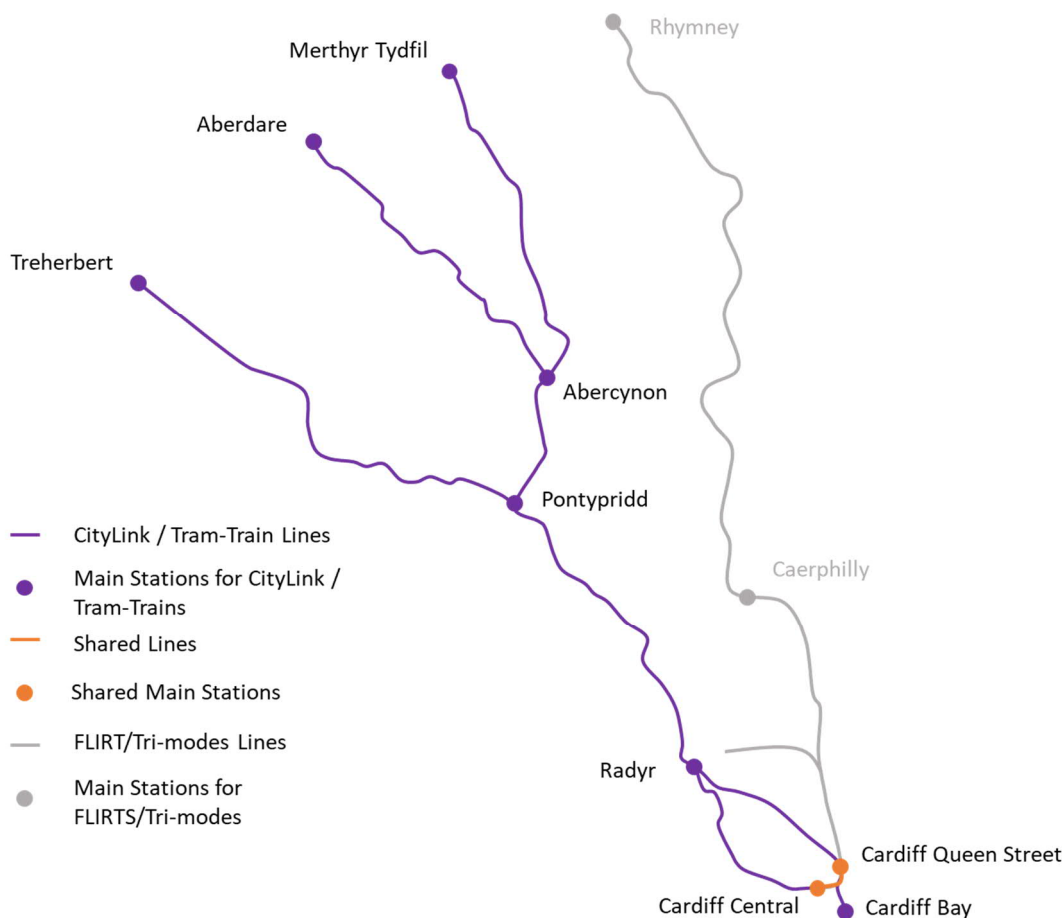 Rhymney
Merthyr Tydfil
Aberdare
Treherbert
Abercynon
Pontypridd
CityLink / Tram-Train Lines
Main Stations for CityLink /
Tram-Trains
Shared Lines
Shared Main Stations
FLIRT/Tri-modes Lines
Main Stations for
FLIRTS/Tri-modes
Caerphilly
Radyr
Cardiff Queen Street
Cardiff Central
Cardiff Bay